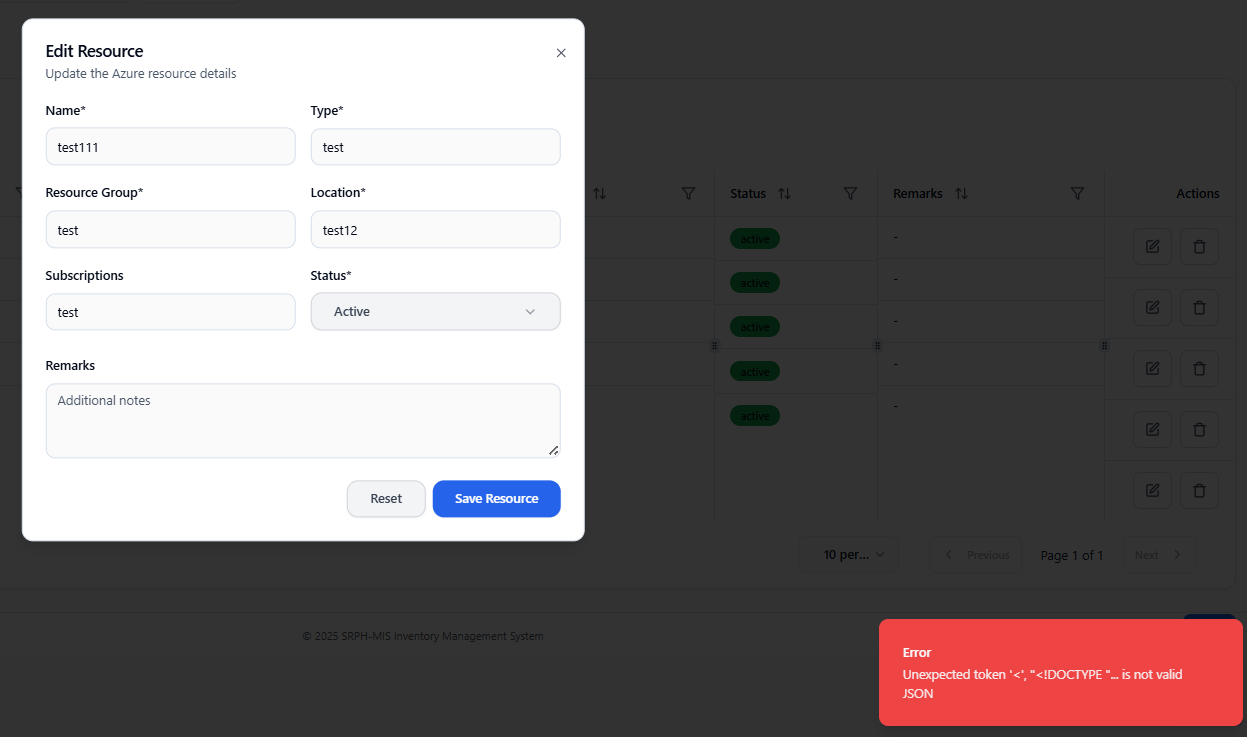 Edit Resource
Update the Azure resource details
Name*
Type*
test111
test
Resource Group*
Location*
test
test12
Subscriptions
Status*
test
Active
Remarks
Additional notes
Reset
Save Resource
Status
Remarks
Actions
active
-
active
-
active
-
active
-
active
-
10 per...
Previous
Page 1 of 1
Next
© 2025 SRPH-MIS Inventory Management System
Error
Unexpected token '<', "<!DOCTYPE "... is not valid
JSON